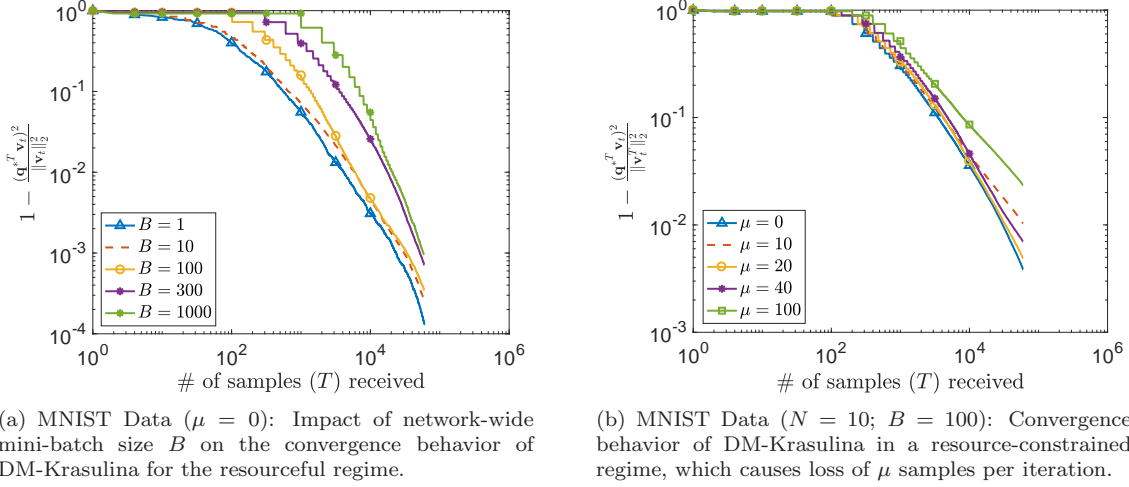 10^0
10^-1
10^-2
10^-3
10^-4
1 − (q*^T v_t)^2 / ‖v_t‖_2^2
B = 1
B = 10
B = 100
B = 300
B = 1000
10^0 10^2 10^4 10^6
# of samples (T) received
(a) MNIST Data (μ = 0): Impact of network-wide
mini-batch size B on the convergence behavior of
DM-Krasulina for the resourceful regime.
10^0
10^-1
10^-2
10^-3
1 − (q*^T v_t)^2 / ‖v_t^T‖_2^2
μ = 0
μ = 10
μ = 20
μ = 40
μ = 100
10^0 10^2 10^4 10^6
# of samples (T) received
(b) MNIST Data (N = 10; B = 100): Convergence
behavior of DM-Krasulina in a resource-constrained
regime, which causes loss of μ samples per iteration.